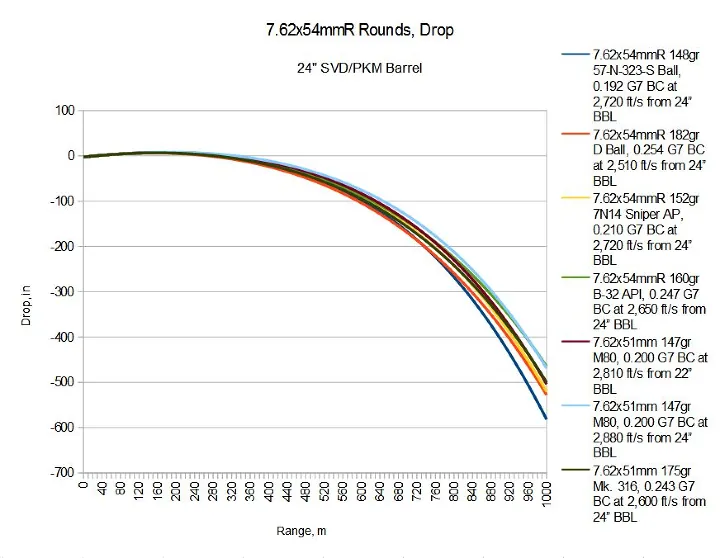 7.62x54mmR Rounds, Drop
24" SVD/PKM Barrel
Drop, in
100
0
-100
-200
-300
-400
-500
-600
-700
0
40
80
120
160
200
240
280
320
360
400
440
480
520
560
600
640
680
720
760
800
840
880
920
960
1000
Range, m
7.62x54mmR 148gr
57-N-323-S Ball,
0.192 G7 BC at
2,720 ft/s from 24”
BBL
7.62x54mmR 182gr
D Ball, 0.254 G7 BC
at 2,510 ft/s from 24”
BBL
7.62x54mmR 152gr
7N14 Sniper AP,
0.210 G7 BC at
2,720 ft/s from 24”
BBL
7.62x54mmR 160gr
B-32 API, 0.247 G7
BC at 2,650 ft/s from
24” BBL
7.62x51mm 147gr
M80, 0.200 G7 BC at
2,810 ft/s from 22”
BBL
7.62x51mm 147gr
M80, 0.200 G7 BC at
2,880 ft/s from 24”
BBL
7.62x51mm 175gr
Mk. 316, 0.243 G7
BC at 2,600 ft/s from
24” BBL